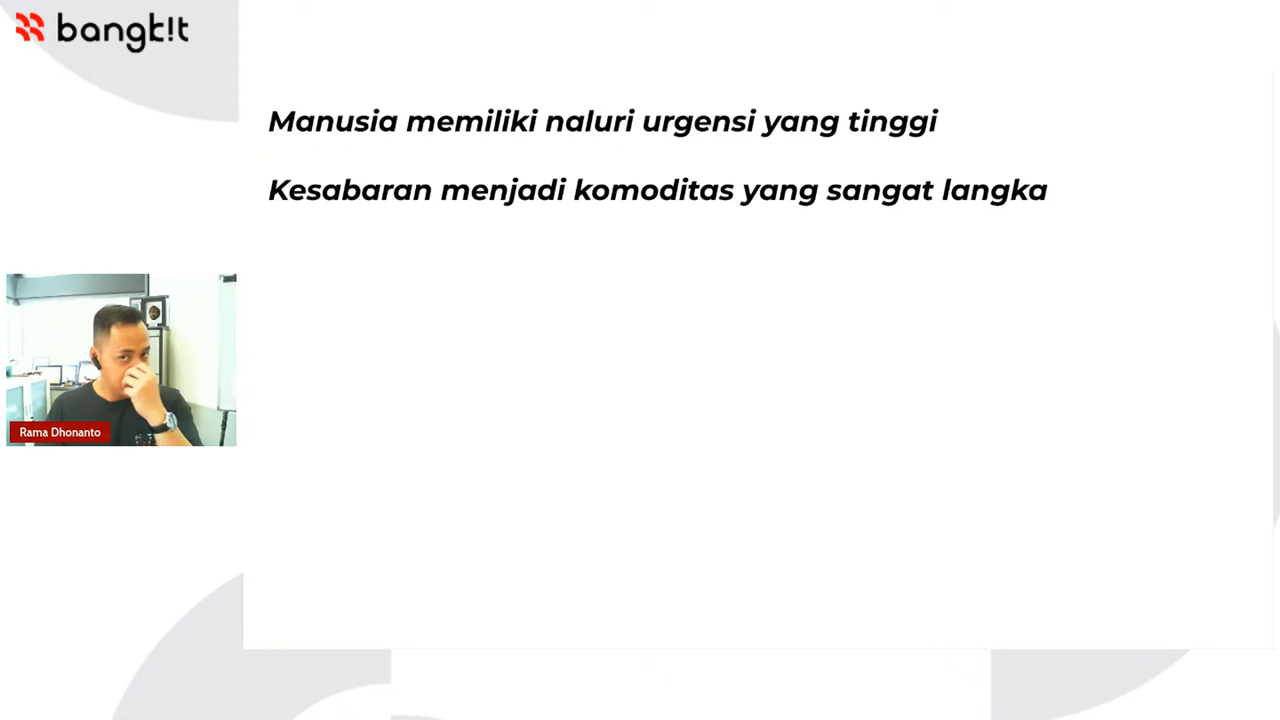 bangk!t
Manusia memiliki naluri urgensi yang tinggi
Kesabaran menjadi komoditas yang sangat langka
Rama Dhonanto